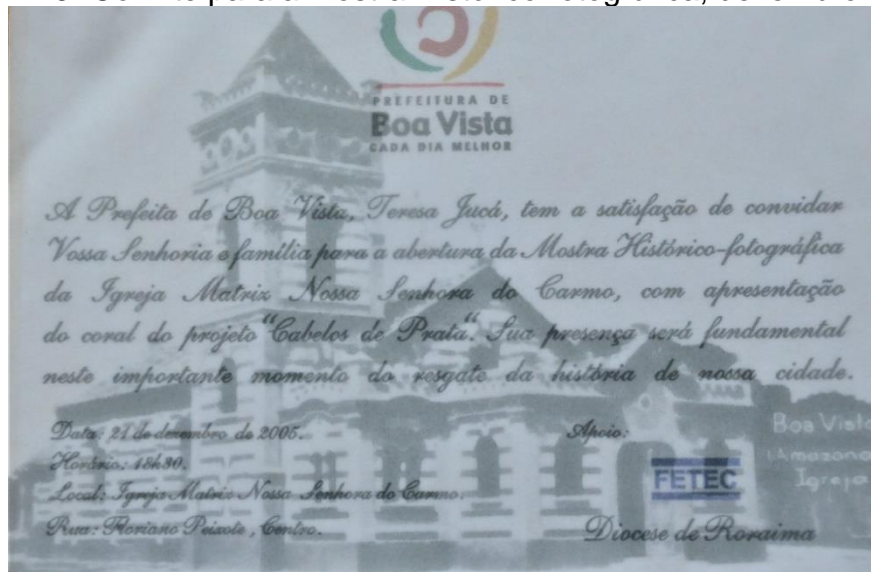 PREFEITURA DE
Boa Vista
CADA DIA MELHOR
A Prefeita de Boa Vista, Teresa Jucá, tem a satisfação de convidar
Vossa Senhoria e família para a abertura da Mostra Histórico-fotográfica
da Igreja Matriz Nossa Senhora do Carmo, com apresentação
do coral do projeto "Cabelos de Prata". Sua presença será fundamental
neste importante momento do resgate da história de nossa cidade.
Data: 21 de dezembro de 2005.
Horário: 18h30.
Local: Igreja Matriz Nossa Senhora do Carmo.
Rua: Floriano Peixoto, Centro.
Apoio:
FETEC
Diocese de Roraima
Boa Vista
Amazonas
Igreja